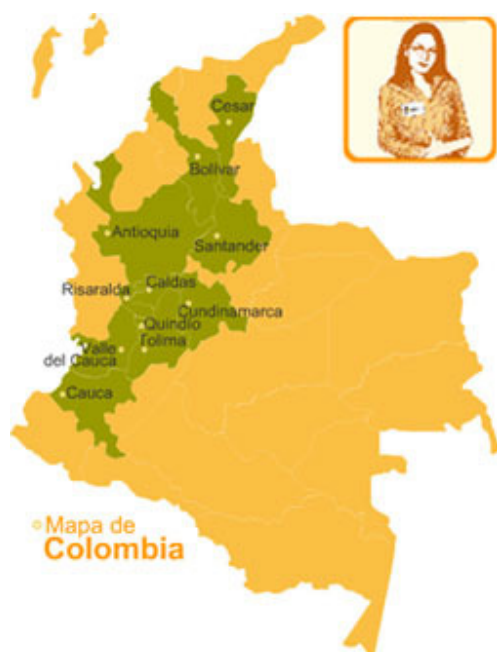 Cesar
Bolívar
Antioquia
Santander
Caldas
Risaralda
Cundinamarca
Quindío
Tolima
Valle
del Cauca
Cauca
Mapa de
Colombia